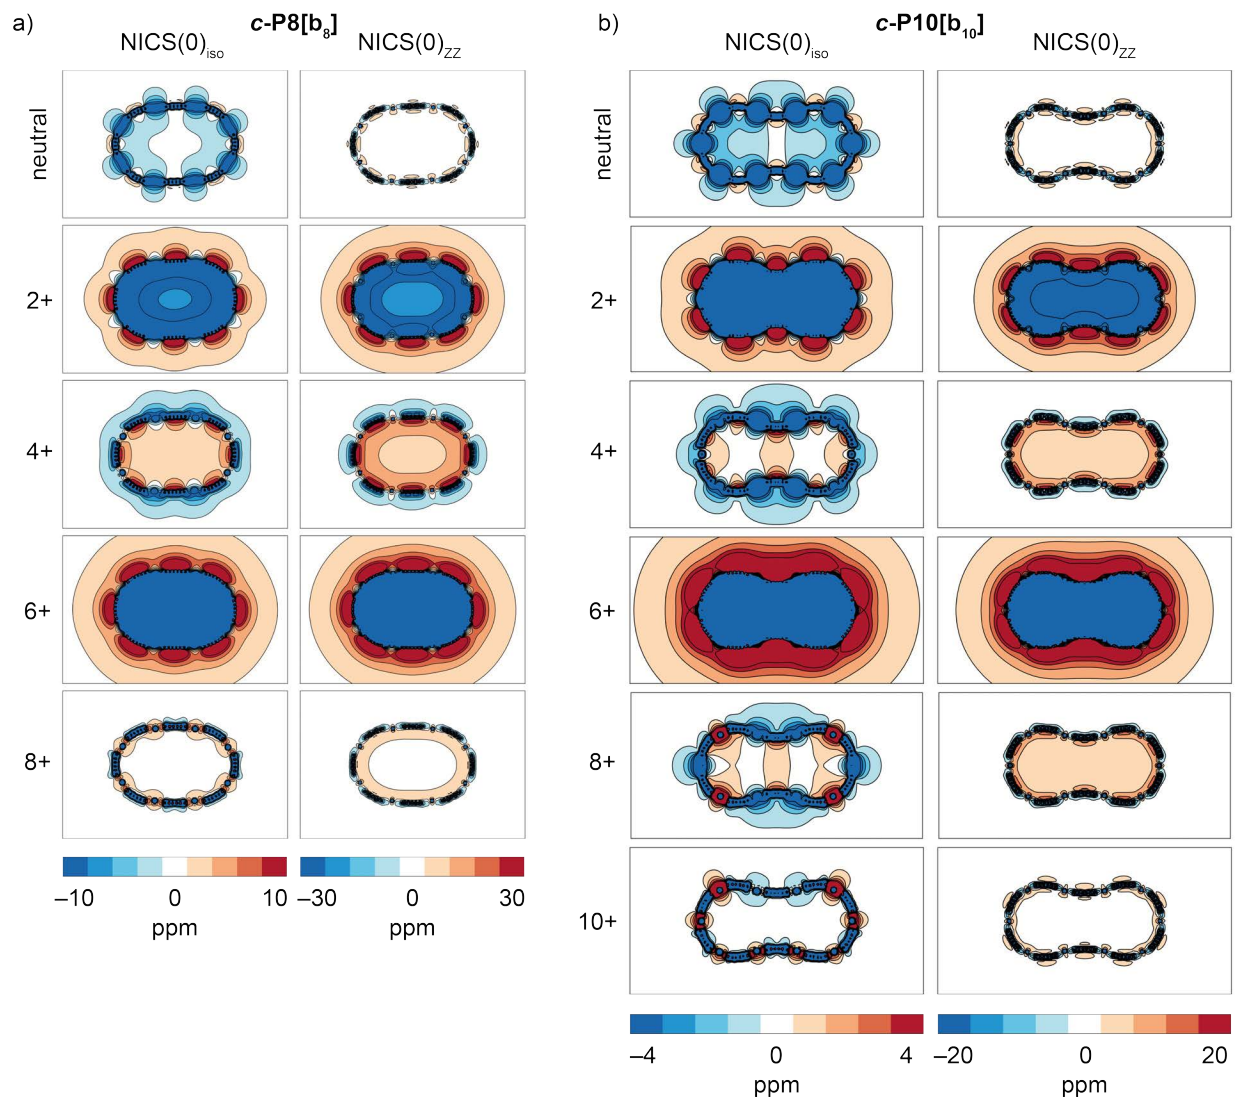 a)
c-P8[b8]
NICS(0)iso
NICS(0)ZZ
neutral
2+
4+
6+
8+
–10
0
10
ppm
–30
0
30
ppm
b)
c-P10[b10]
NICS(0)iso
NICS(0)ZZ
neutral
2+
4+
6+
8+
10+
–4
0
4
ppm
–20
0
20
ppm